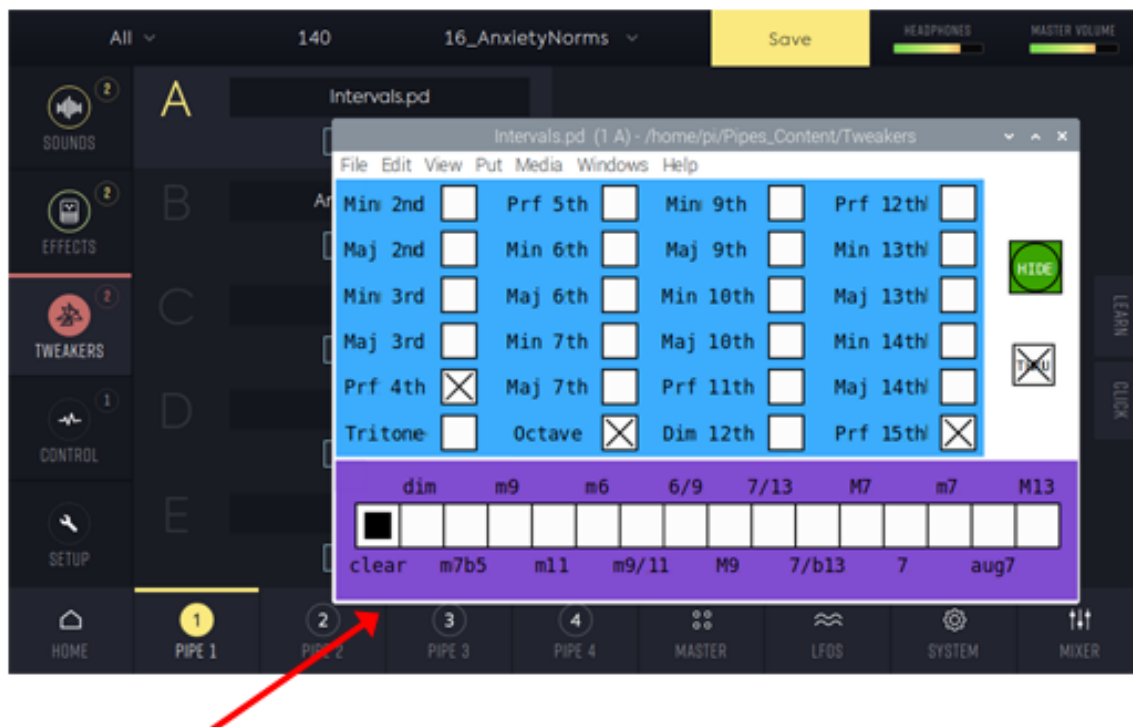 All 140 16_AnxietyNorms Save HEADPHONES MASTER VOLUME
2
SOUNDS
A Intervals.pd
Intervals.pd (1 A) - /home/pi/Pipes_Content/Tweakers
File Edit View Put Media Windows Help
2
EFFECTS
B
Min 2nd Prf 5th Min 9th Prf 12th
Maj 2nd Min 6th Maj 9th Min 13th
HIDE
2
TWEAKERS
C
Min 3rd Maj 6th Min 10th Maj 13th
Maj 3rd Min 7th Maj 10th Min 14th
THRU
LEARN
1
CONTROL
D
Prf 4th Maj 7th Prf 11th Maj 14th
Tritone Octave Dim 12th Prf 15th
CLICK
SETUP
E
dim m9 m6 6/9 7/13 M7 m7 M13
clear m7b5 m11 m9/11 M9 7/b13 7 aug7
1 2 3 4
HOME PIPE 1 PIPE 2 PIPE 3 PIPE 4 MASTER LFOS SYSTEM MIXER